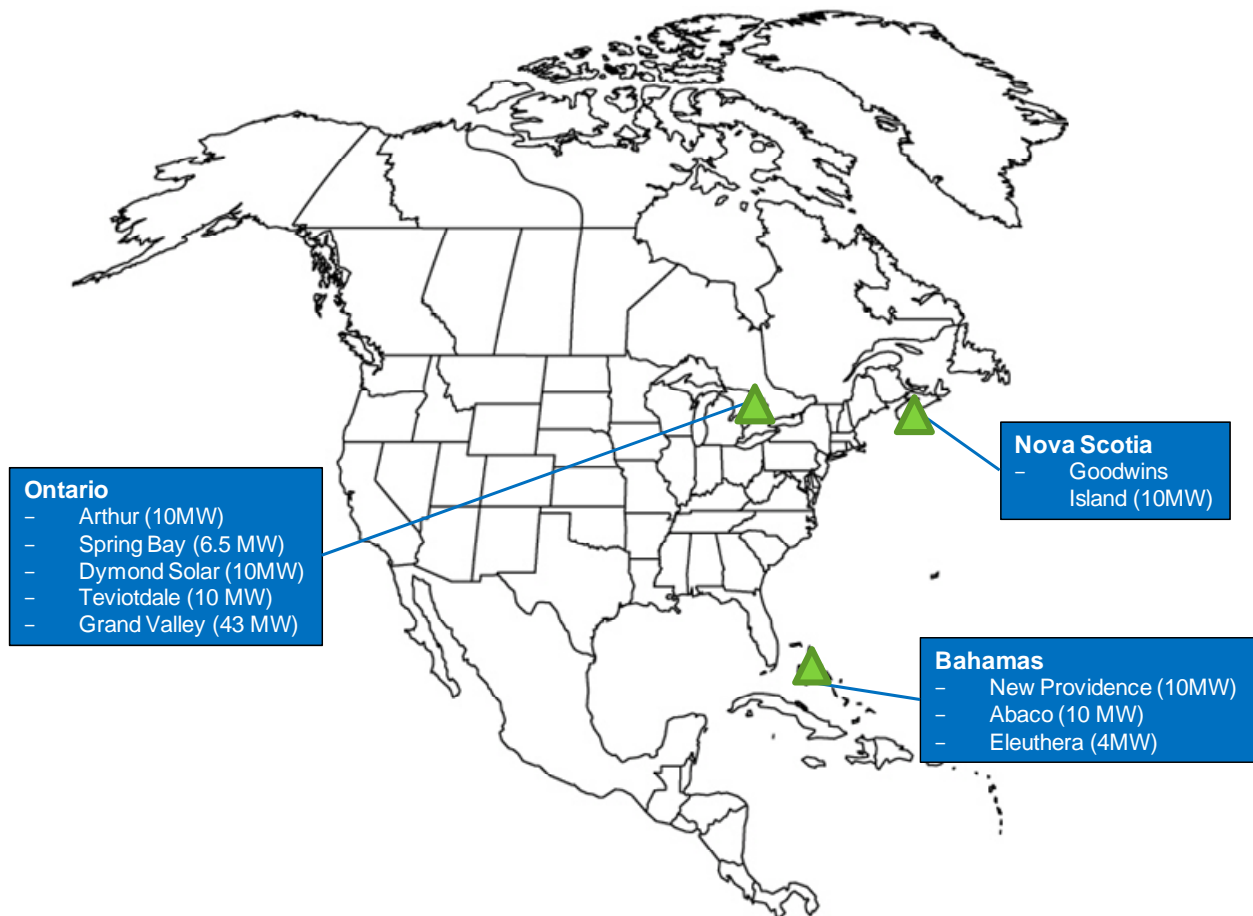 Ontario
– Arthur (10MW)
– Spring Bay (6.5 MW)
– Dymond Solar (10MW)
– Teviotdale (10 MW)
– Grand Valley (43 MW)
Nova Scotia
– Goodwins
Island (10MW)
Bahamas
– New Providence (10MW)
– Abaco (10 MW)
– Eleuthera (4MW)